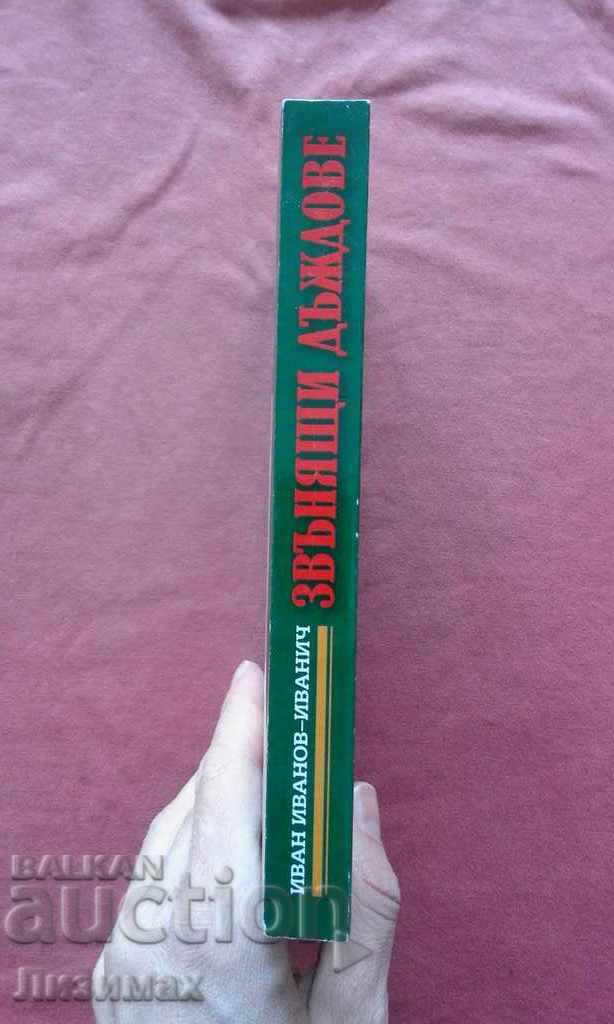 ИВАН ИВАНОВ–ИВАНИЧ
ЗВЪНЯЩИ ДЪЖДОВЕ
BALKAN
auction
Лизимах